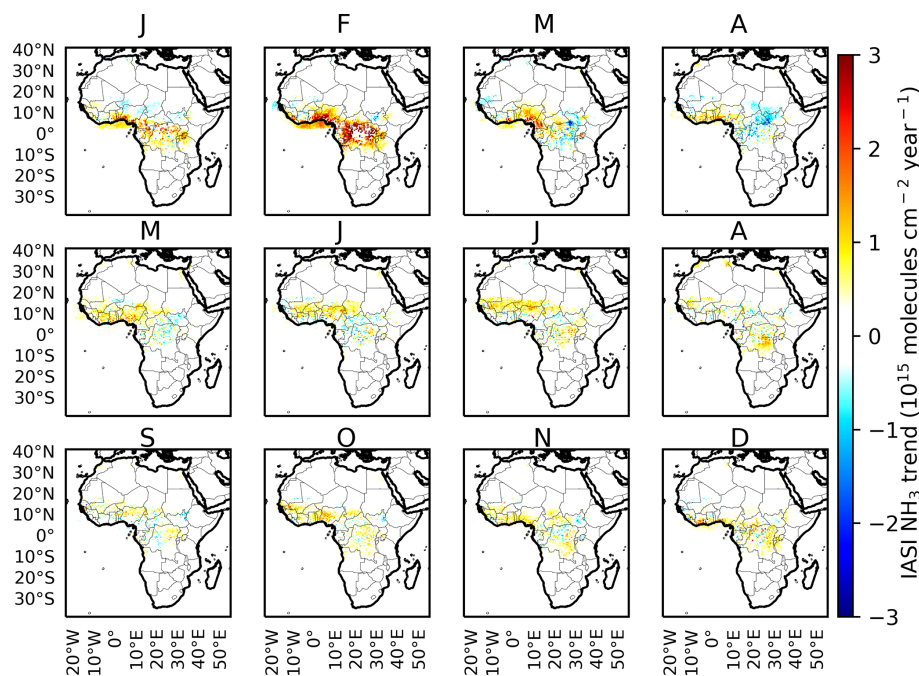 J F M A
40°N
30°N
20°N
10°N
0°
10°S
20°S
30°S
M J J A
40°N
30°N
20°N
10°N
0°
10°S
20°S
30°S
S O N D
40°N
30°N
20°N
10°N
0°
10°S
20°S
30°S
20°W 10°W 0° 10°E 20°E 30°E 40°E 50°E 20°W 10°W 0° 10°E 20°E 30°E 40°E 50°E 20°W 10°W 0° 10°E 20°E 30°E 40°E 50°E 20°W 10°W 0° 10°E 20°E 30°E 40°E 50°E
3
2
1
0
−1
−2
−3
IASI NH₃ trend (10¹⁵ molecules cm⁻² year⁻¹)